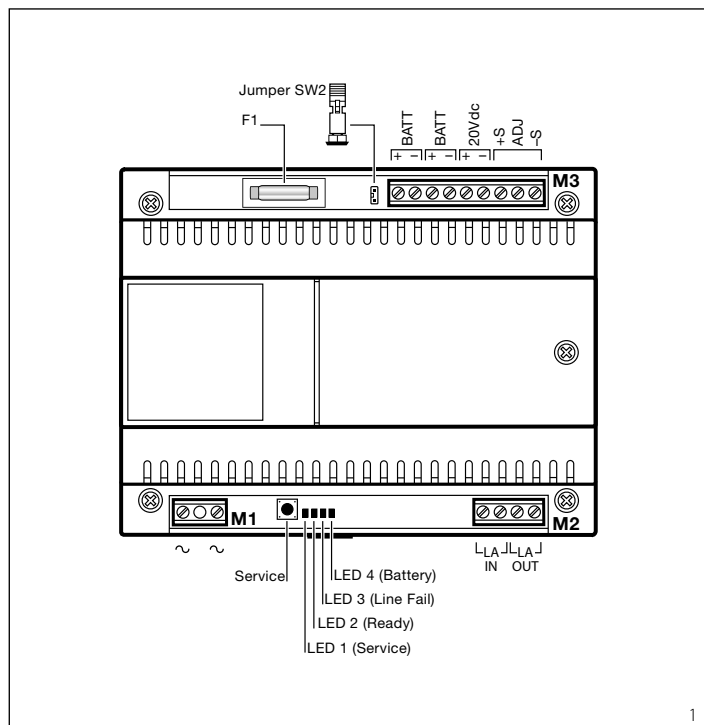 Jumper SW2
F1
+ BATT –
+ BATT –
+ 20Vdc –
+S
ADJ
–S
M3
M1
M2
∼ ∼
LA IN
LA OUT
Service
LED 4 (Battery)
LED 3 (Line Fail)
LED 2 (Ready)
LED 1 (Service)
1